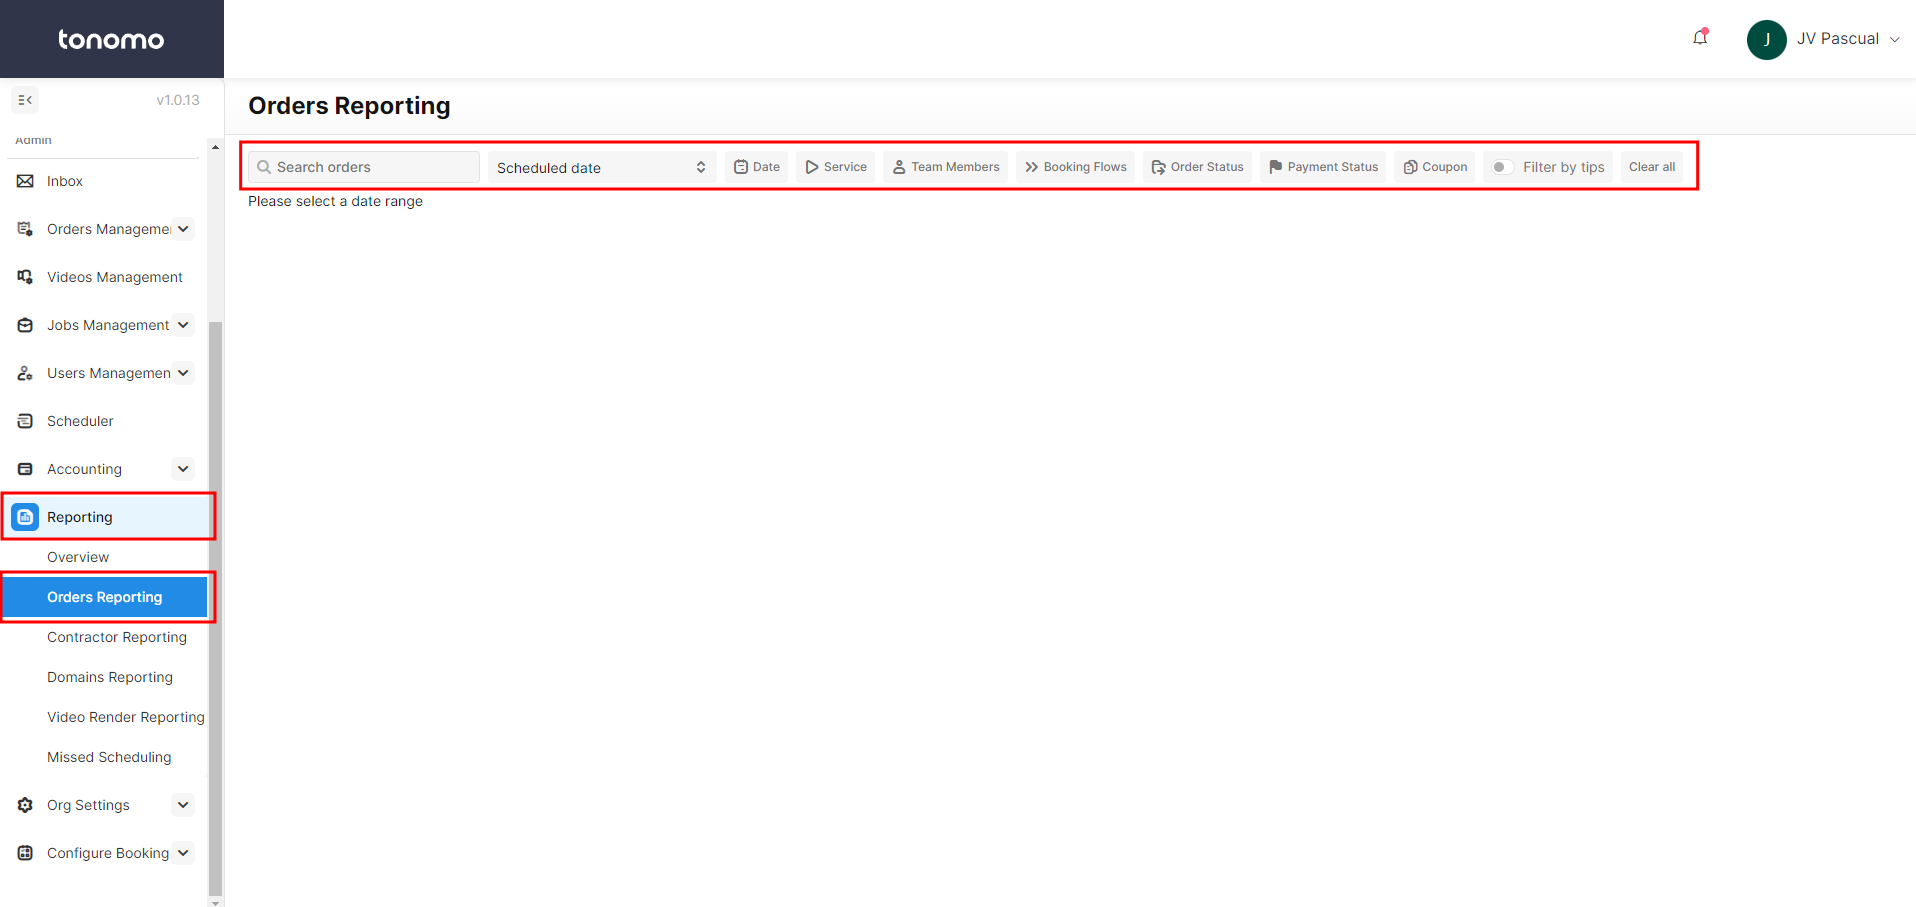 tonomo
J
JV Pascual
v1.0.13
Admin
Inbox
Orders Managemen
Videos Management
Jobs Management
Users Managemen
Scheduler
Accounting
Reporting
Overview
Orders Reporting
Contractor Reporting
Domains Reporting
Video Render Reporting
Missed Scheduling
Org Settings
Configure Booking
Orders Reporting
Search orders
Scheduled date
Date
Service
Team Members
Booking Flows
Order Status
Payment Status
Coupon
Filter by tips
Clear all
Please select a date range